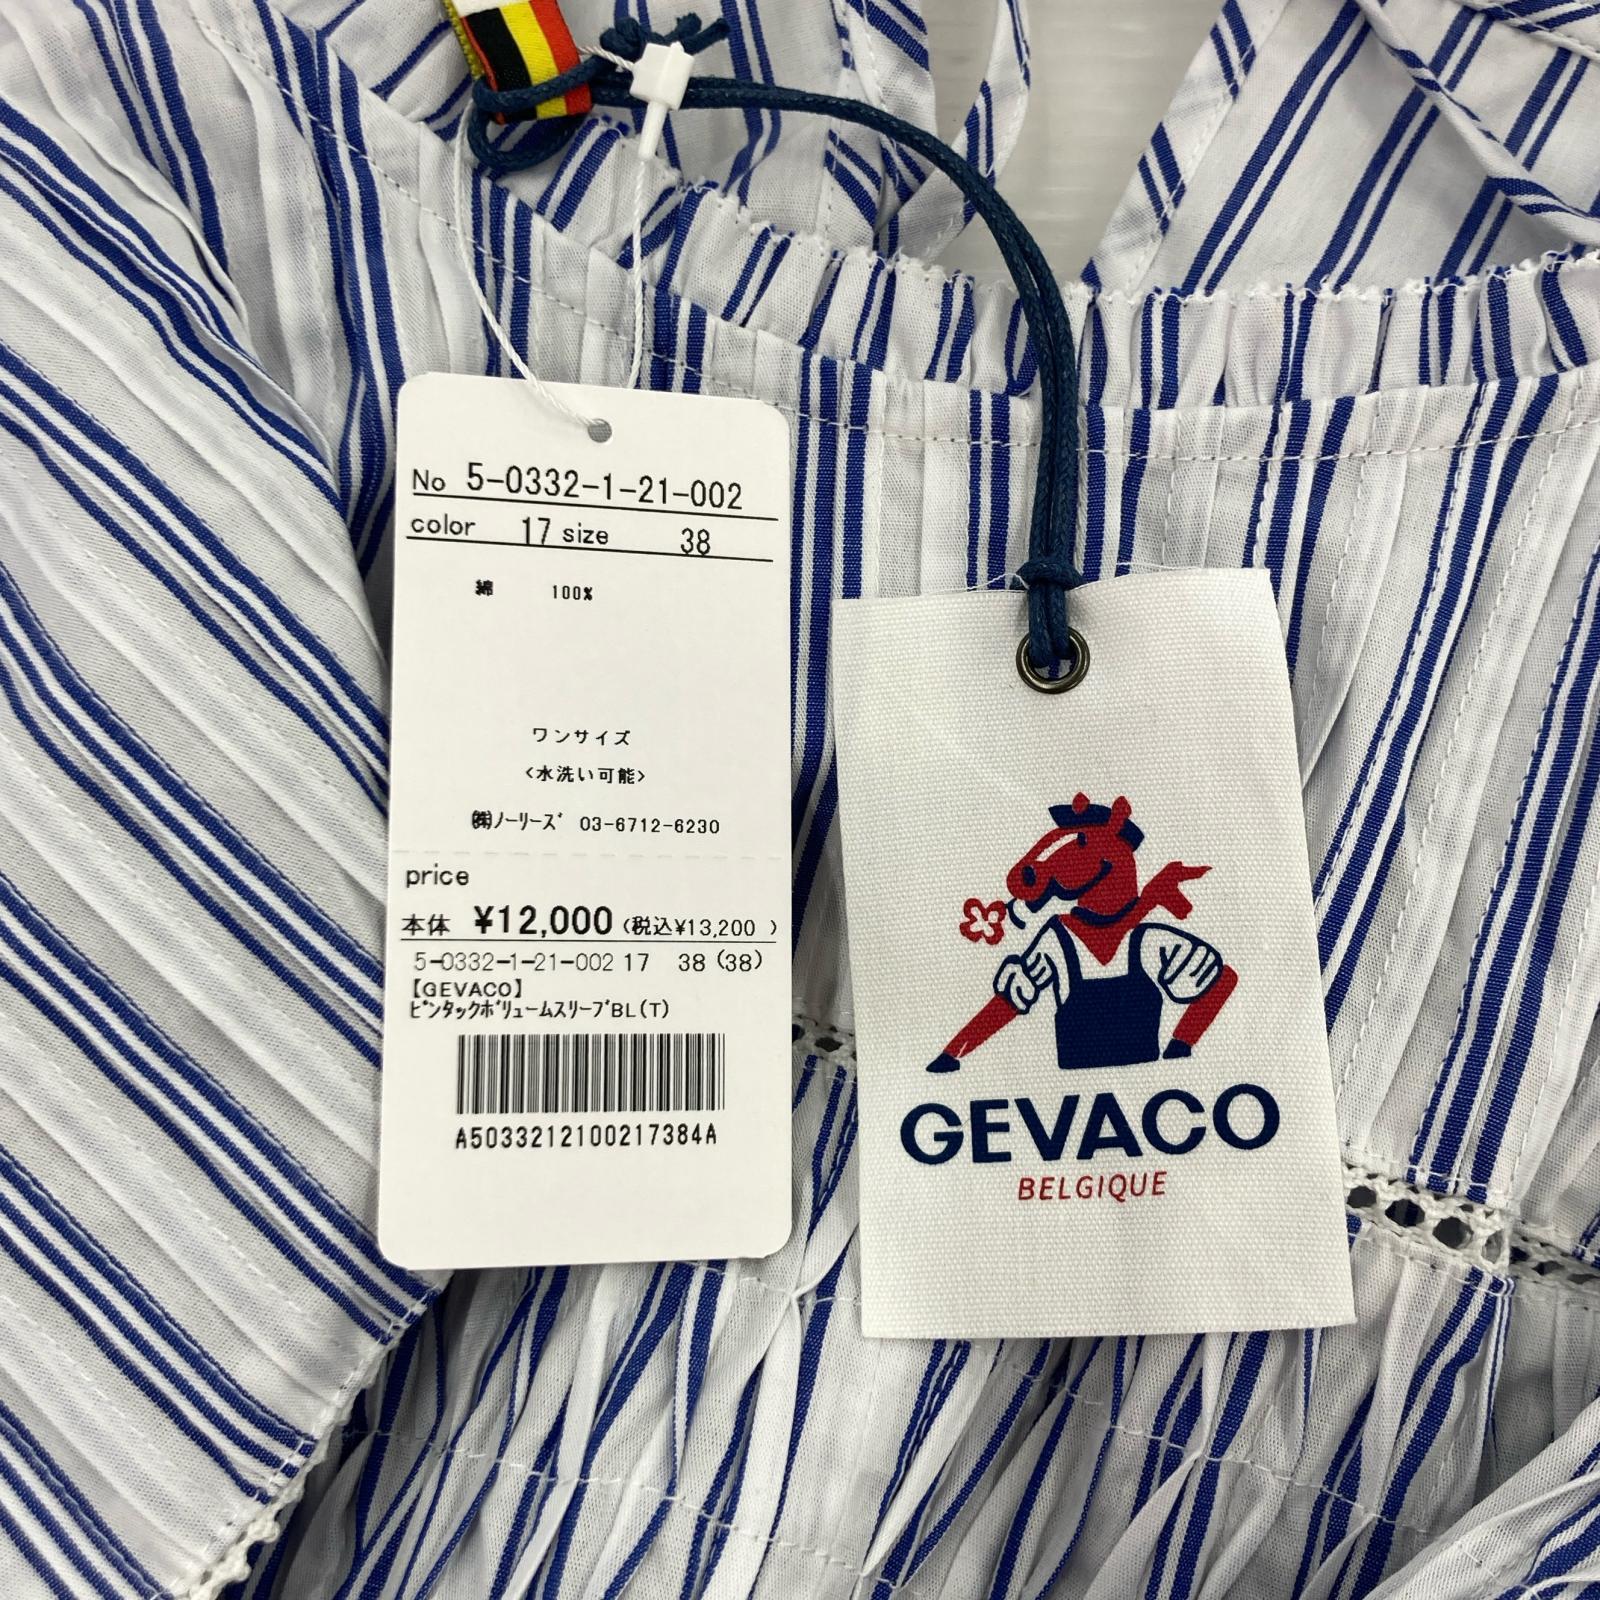 No 5-0332-1-21-002
color 17 size 38
綿 100%
ワンサイズ
<水洗い可能>
㈱ノーリーズ 03-6712-6230
price
本体 ¥12,000 (税込¥13,200 )
5-0332-1-21-002 17 38 (38)
【GEVACO】
ピンタックボリュームスリーブBL(T)
A5033212100217384A
GEVACO
BELGIQUE